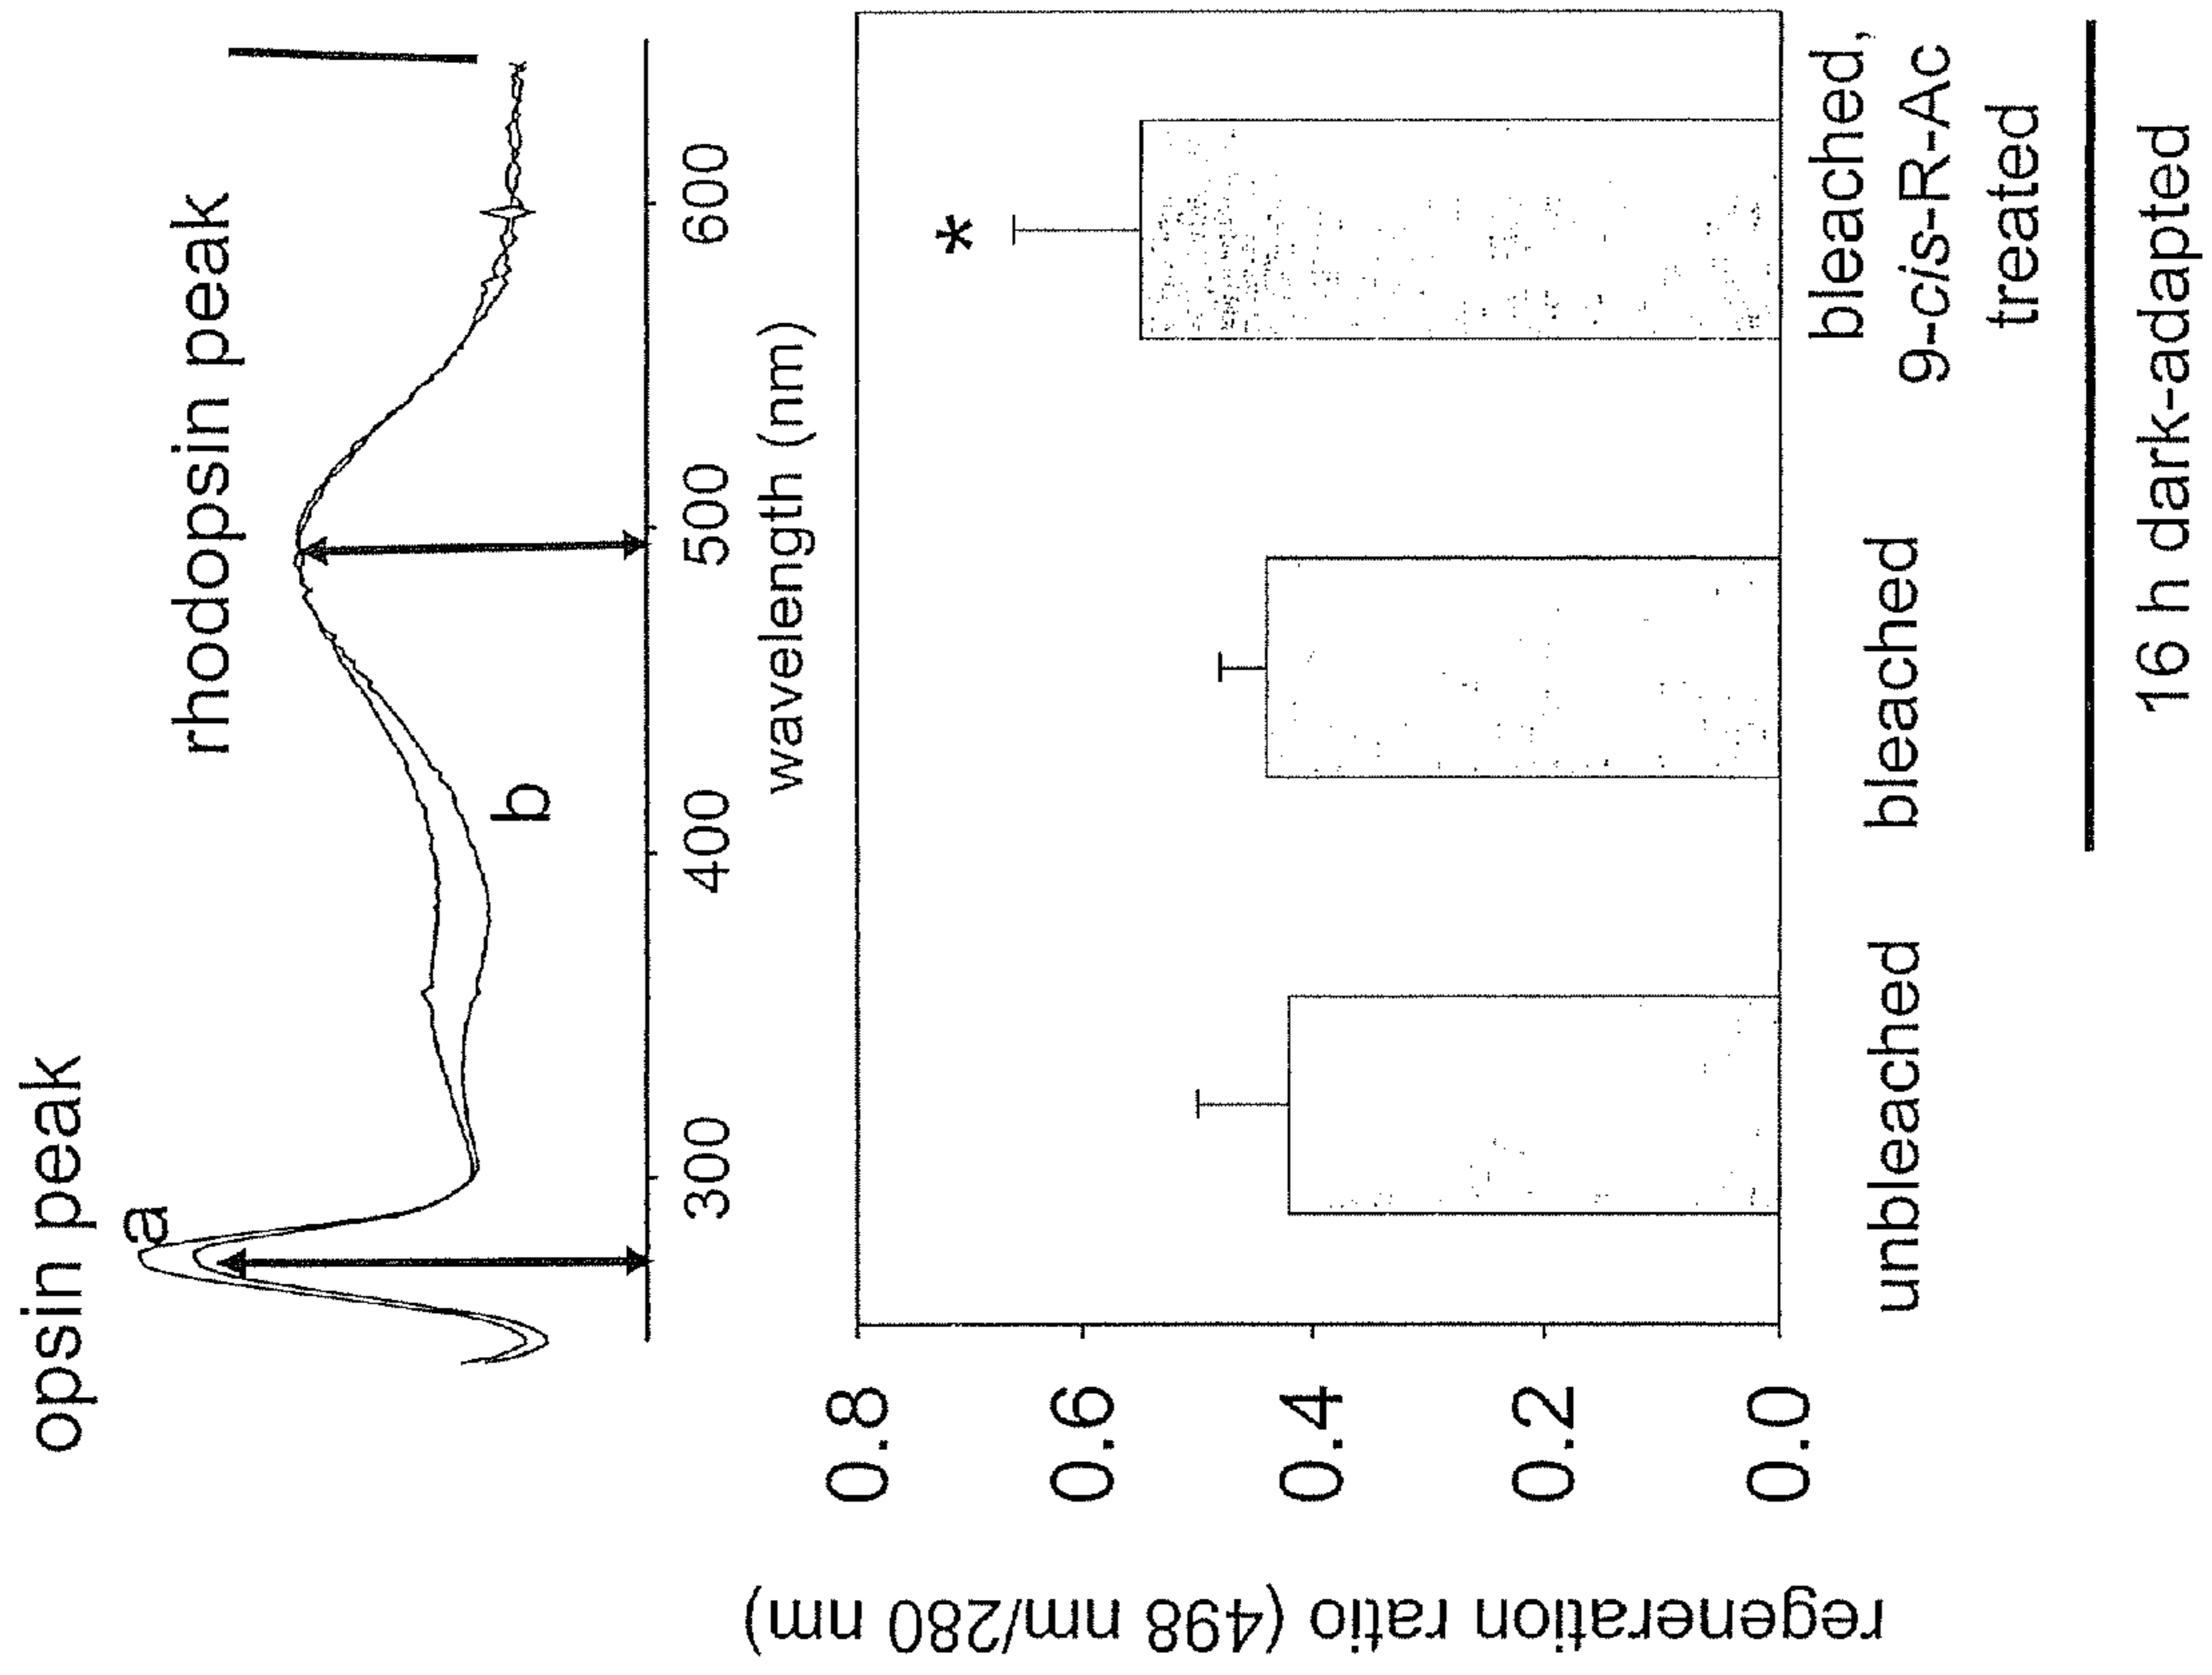 opsin peak
a
rhodopsin peak
b
300 400 500 600
wavelength (nm)
regeneration ratio (498 nm/280 nm)
0.8
0.6
0.4
0.2
0.0
*
unbleached
bleached
bleached,
9-cis-R-Ac
treated
16 h dark-adapted